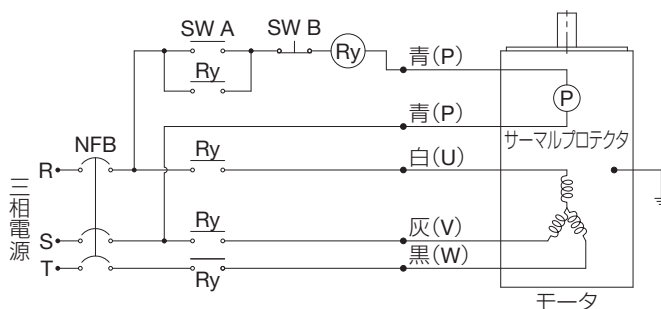 SW A
SW B
Ry
Ry
青(P)
青(P)
P
サーマルプロテクタ
NFB
R
Ry
白(U)
三相電源
S
Ry
灰(V)
T
Ry
黒(W)
モータ